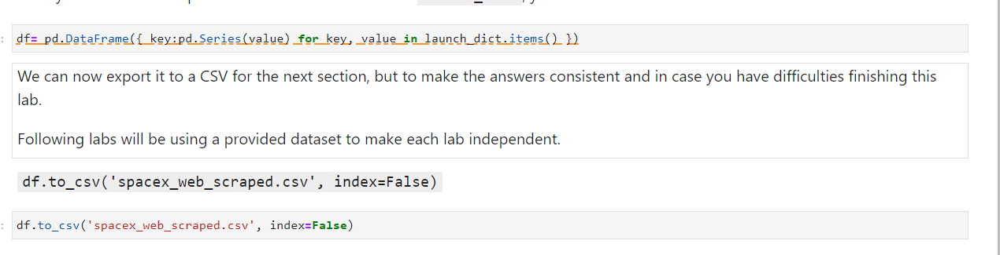 df= pd.DataFrame({ key:pd.Series(value) for key, value in launch_dict.items() })
We can now export it to a CSV for the next section, but to make the answers consistent and in case you have difficulties finishing this
lab.
Following labs will be using a provided dataset to make each lab independent.
df.to_csv('spacex_web_scraped.csv', index=False)
df.to_csv('spacex_web_scraped.csv', index=False)